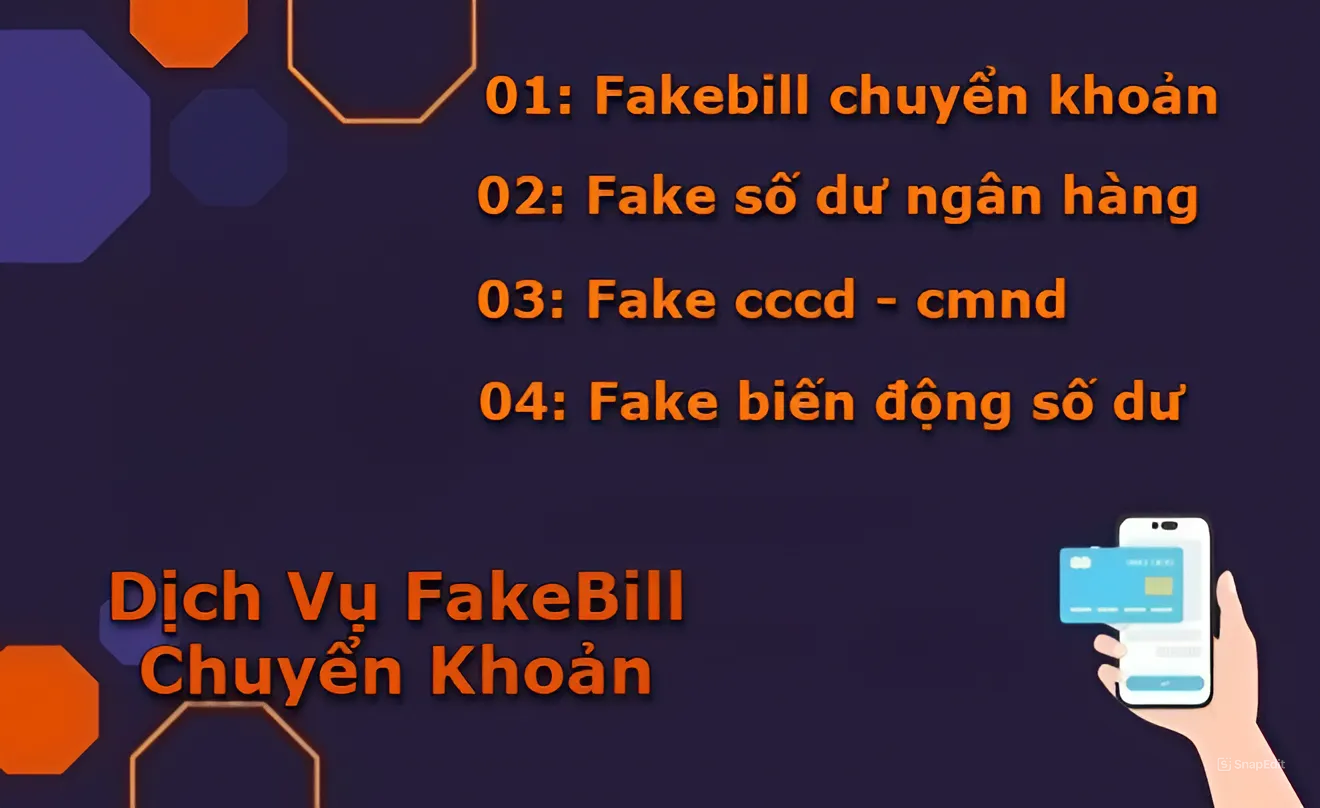 01: Fakebill chuyển khoản
02: Fake số dư ngân hàng
03: Fake cccd - cmnd
04: Fake biến động số dư
Dịch Vụ FakeBill
Chuyển Khoản
SnapEdit